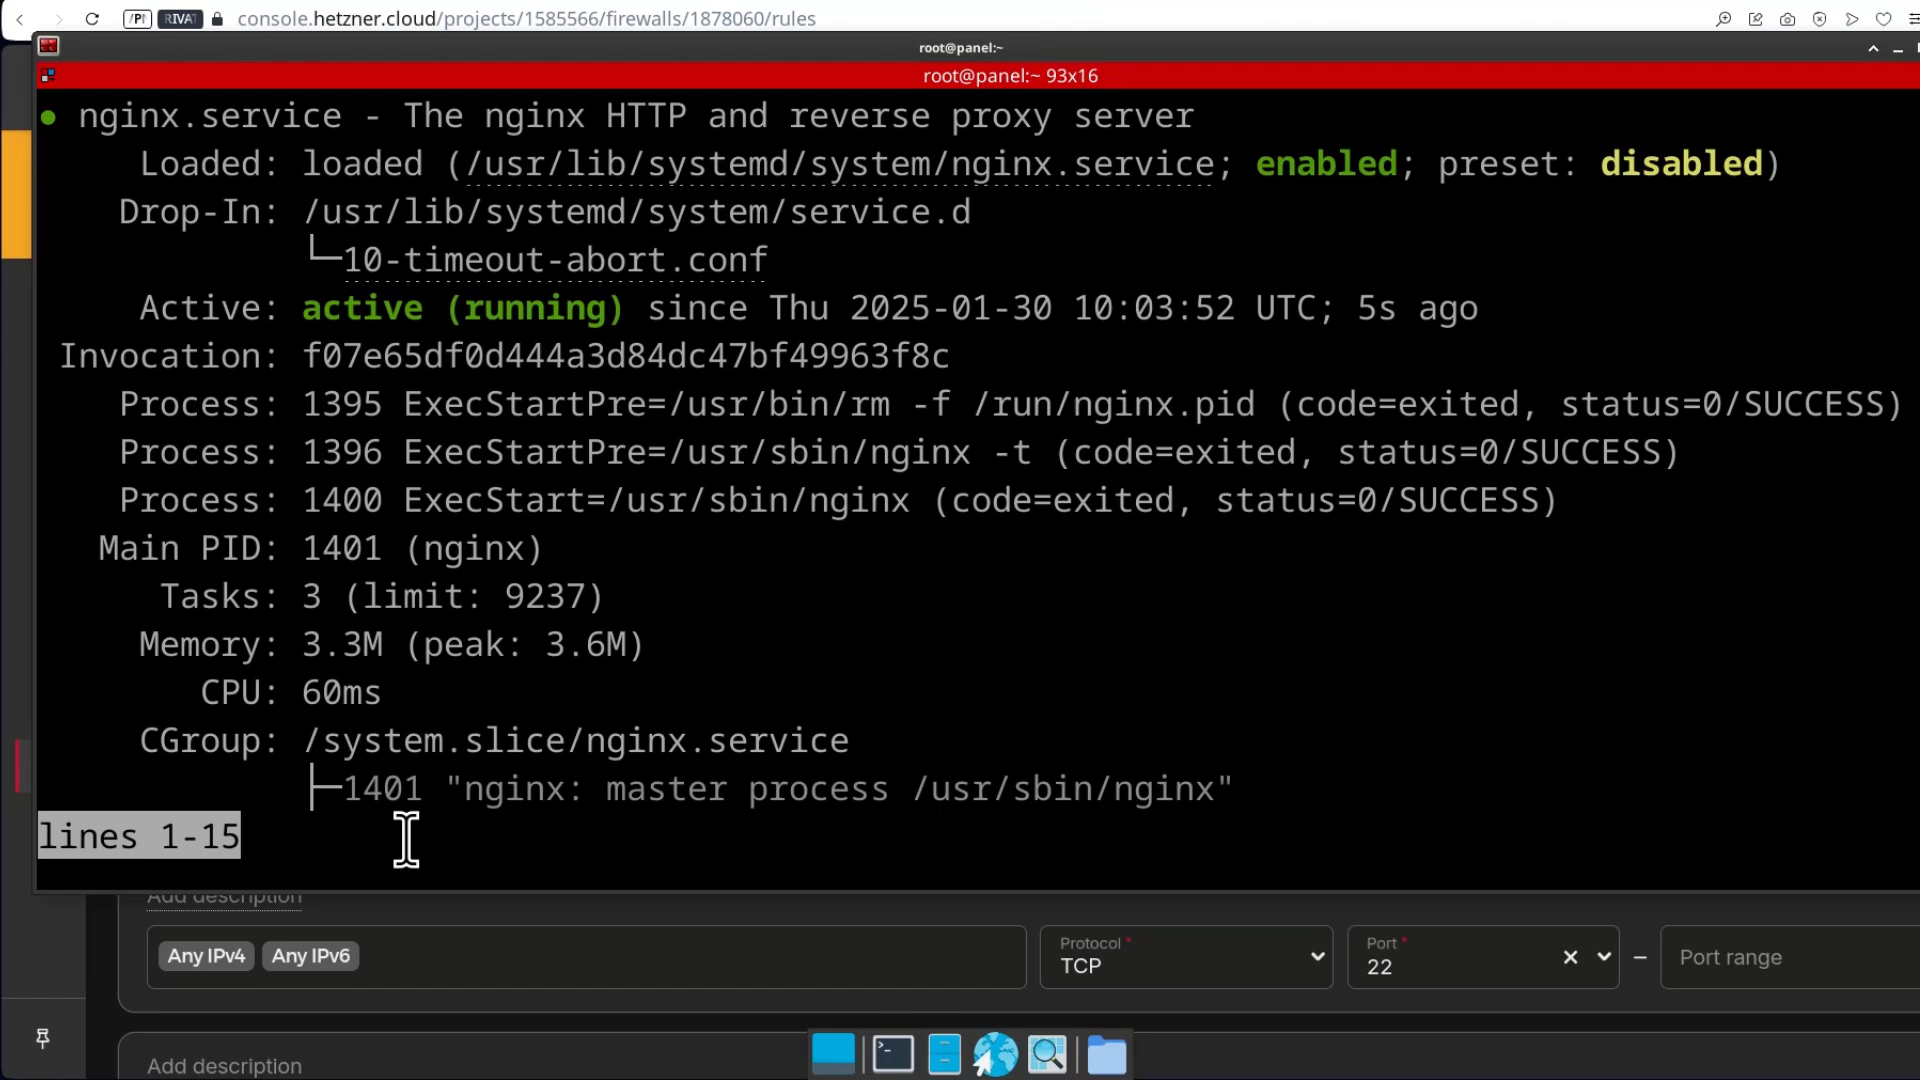 /PI RIVAT console.hetzner.cloud/projects/1585566/firewalls/1878060/rules
root@panel:~
root@panel:~ 93x16
● nginx.service - The nginx HTTP and reverse proxy server
Loaded: loaded (/usr/lib/systemd/system/nginx.service; enabled; preset: disabled)
Drop-In: /usr/lib/systemd/system/service.d
└─10-timeout-abort.conf
Active: active (running) since Thu 2025-01-30 10:03:52 UTC; 5s ago
Invocation: f07e65df0d444a3d84dc47bf49963f8c
Process: 1395 ExecStartPre=/usr/bin/rm -f /run/nginx.pid (code=exited, status=0/SUCCESS)
Process: 1396 ExecStartPre=/usr/sbin/nginx -t (code=exited, status=0/SUCCESS)
Process: 1400 ExecStart=/usr/sbin/nginx (code=exited, status=0/SUCCESS)
Main PID: 1401 (nginx)
Tasks: 3 (limit: 9237)
Memory: 3.3M (peak: 3.6M)
CPU: 60ms
CGroup: /system.slice/nginx.service
├─1401 "nginx: master process /usr/sbin/nginx"
lines 1-15
Add description
Any IPv4 Any IPv6 Protocol * TCP Port * 22 – Port range
Add description